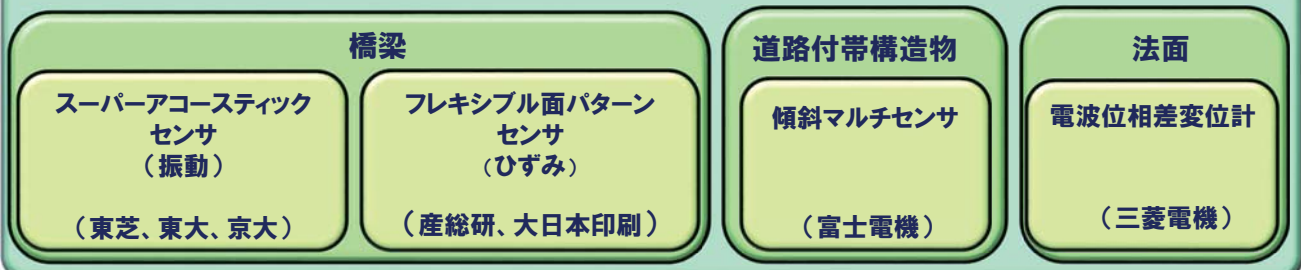 橋梁
スーパーアコースティック
センサ
（振動）
（東芝、東大、京大）
フレキシブル面パターン
センサ
（ひずみ）
（産総研、大日本印刷）
道路付帯構造物
傾斜マルチセンサ
（富士電機）
法面
電波位相差変位計
（三菱電機）